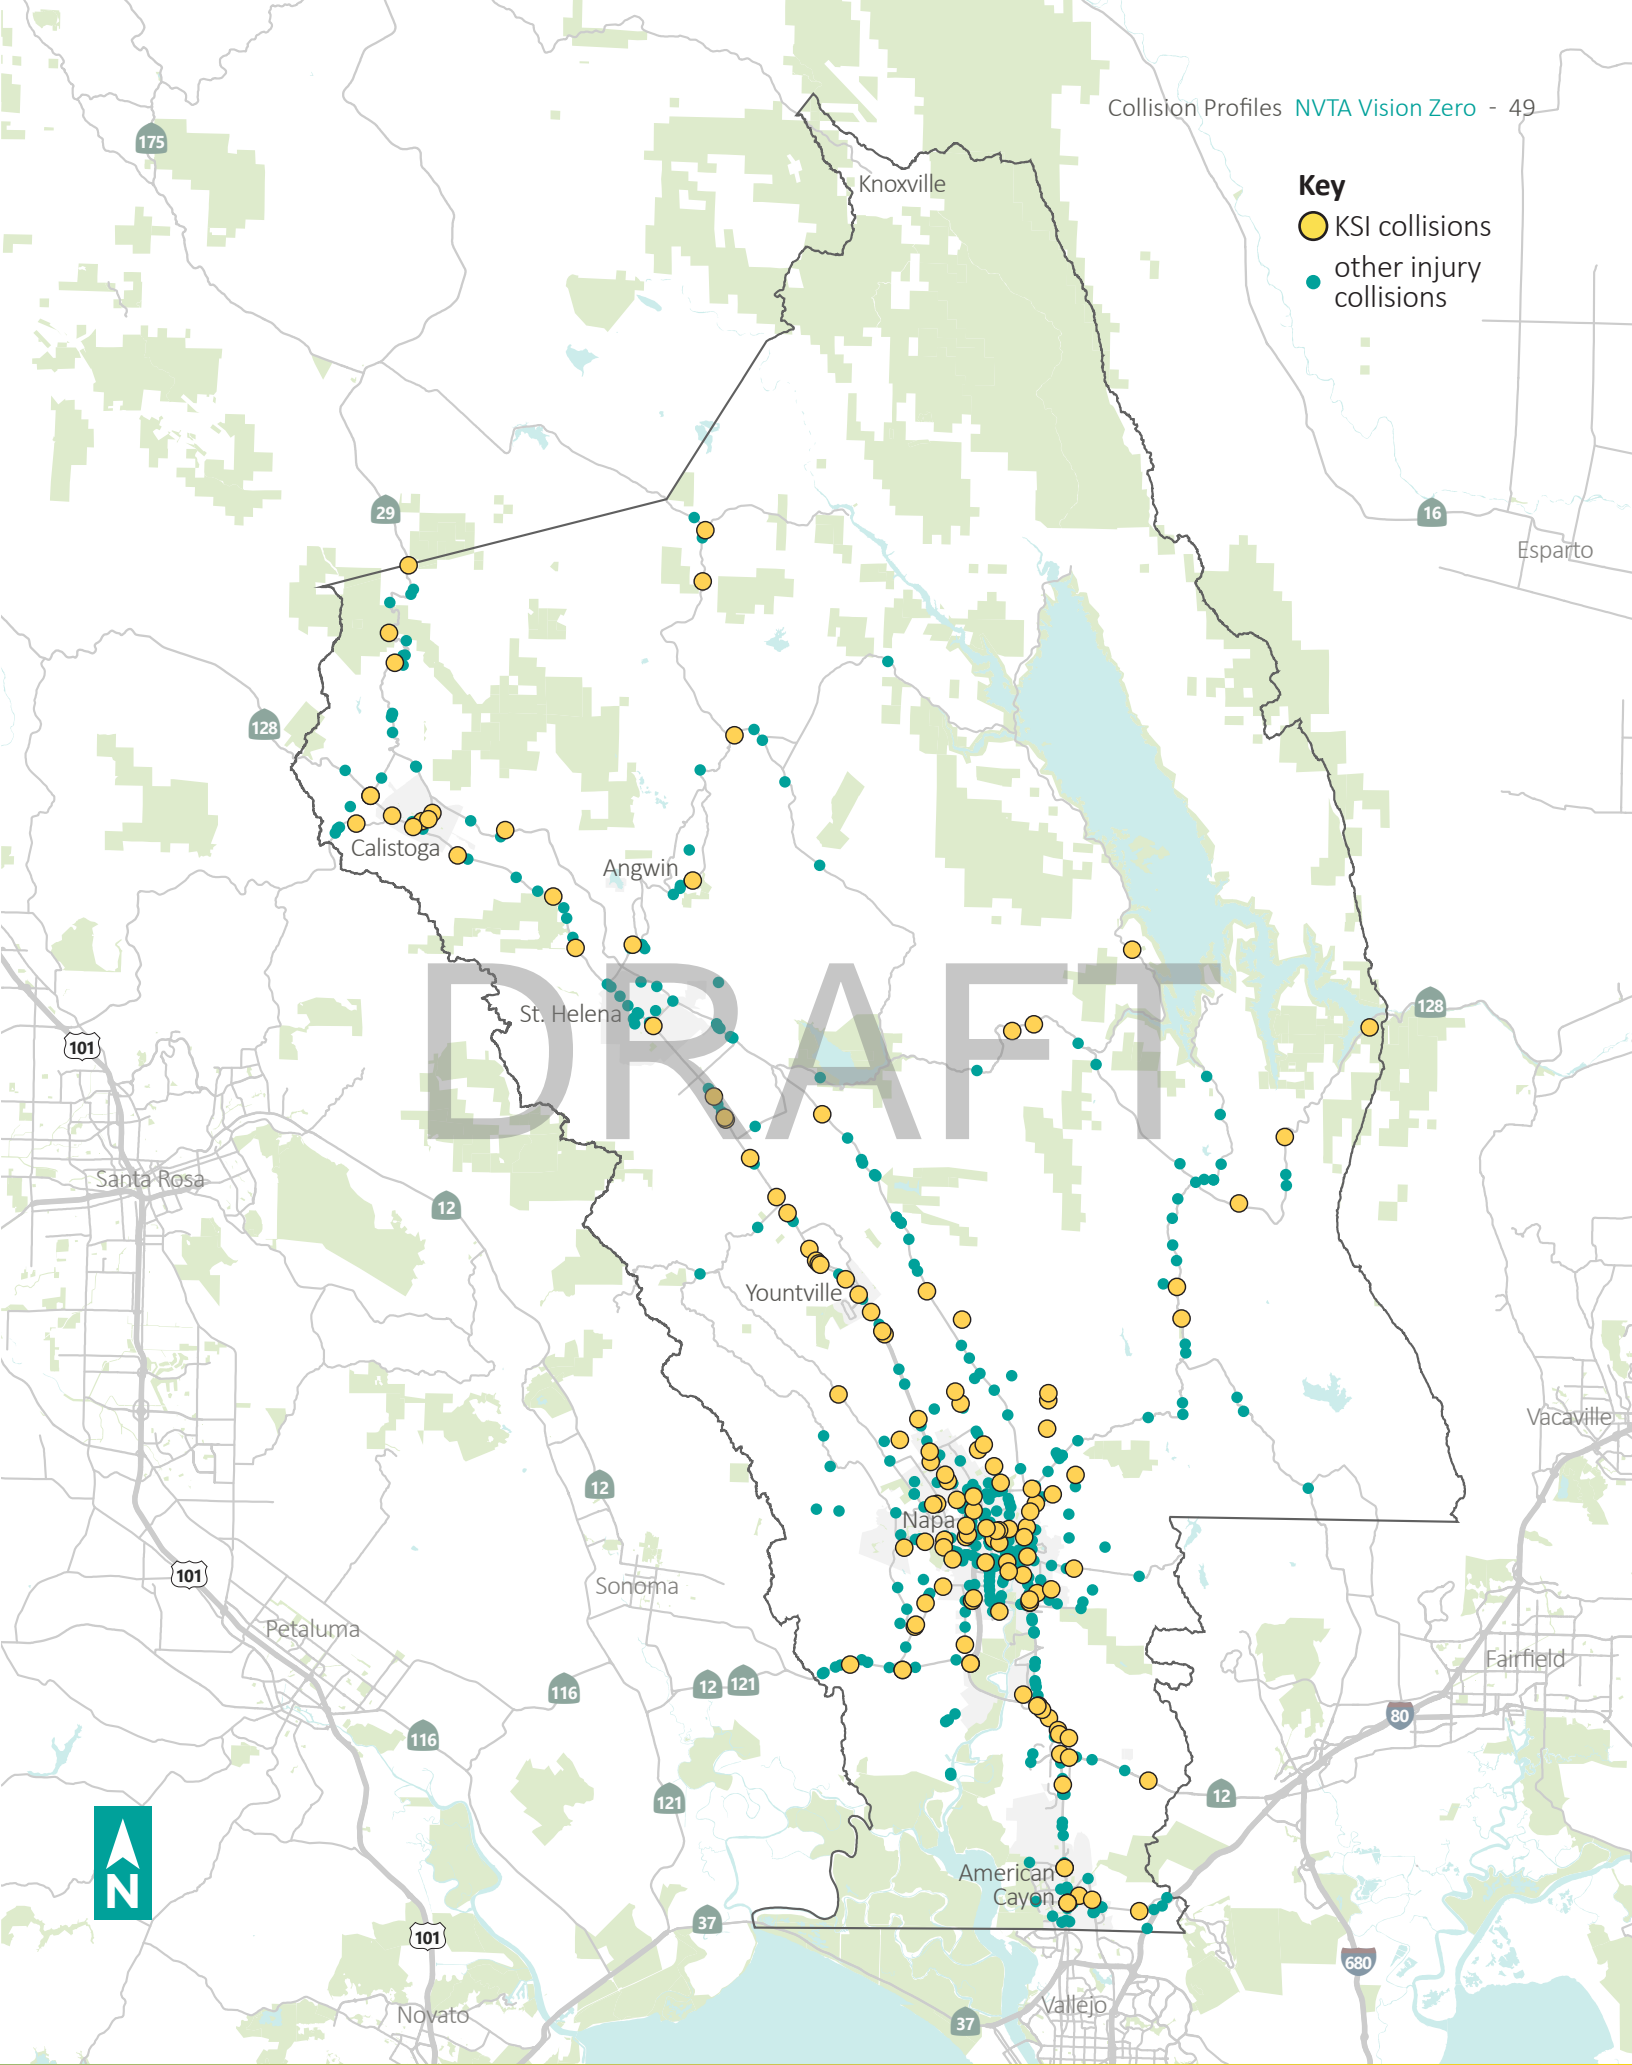 Collision Profiles NVTA Vision Zero - 49
175
Knoxville
Key
KSI collisions
other injury
collisions
29
16
Esparto
128
Calistoga
Angwin
DRAFT
St. Helena
128
101
Santa Rosa
12
Yountville
Vacaville
12
Napa
101
Sonoma
Petaluma
Fairfield
116
12
121
80
116
121
12
N
American
Cayon
37
101
680
Novato
Vallejo
37